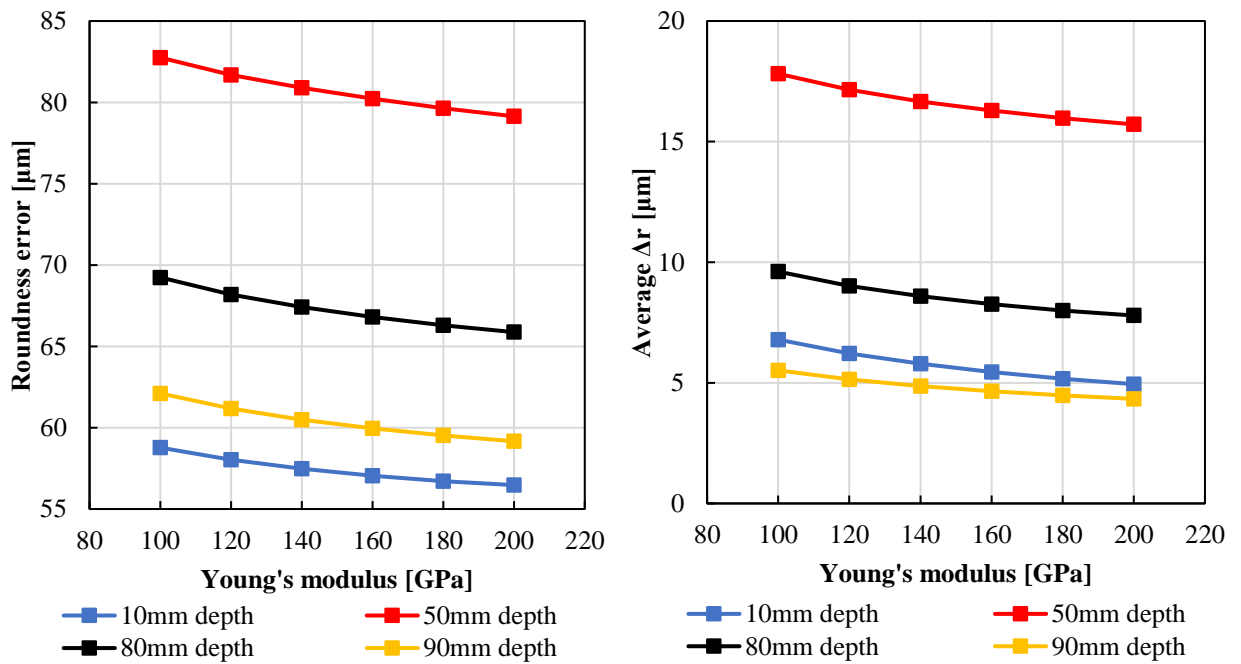 Roundness error [μm]
85
80
75
70
65
60
55
80 100 120 140 160 180 200 220
Young's modulus [GPa]
10mm depth 50mm depth
80mm depth 90mm depth
Average Δr [μm]
20
15
10
5
0
80 100 120 140 160 180 200 220
Young's modulus [GPa]
10mm depth 50mm depth
80mm depth 90mm depth